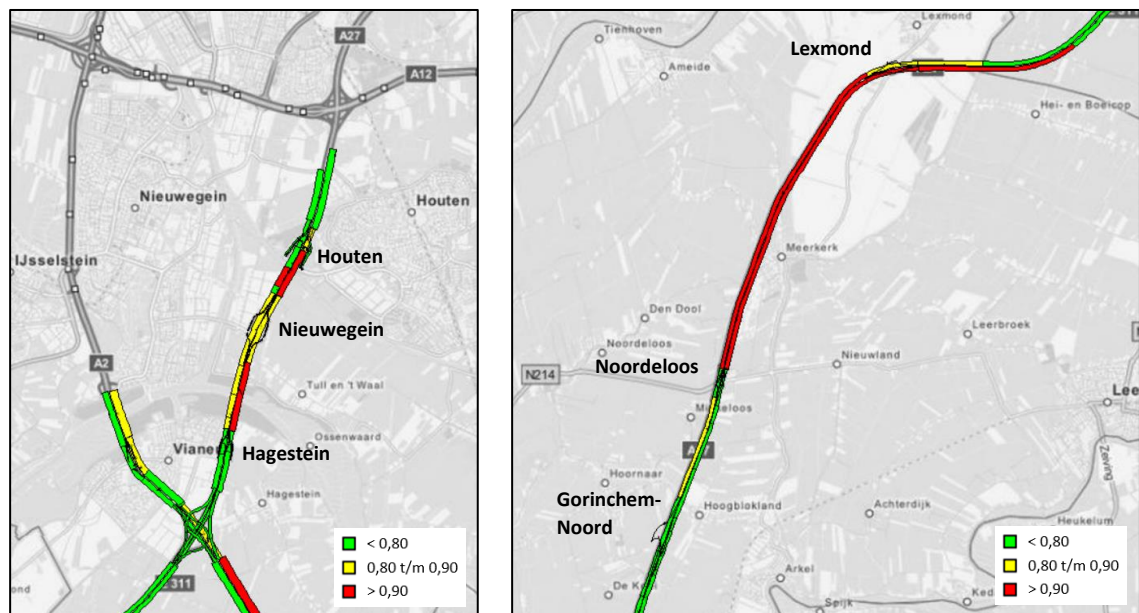 A27
A12
Nieuwegein
Houten
Houten
IJsselstein
Nieuwegein
A2
Tull en 't Waal
Ossenwaard
Hagestein
Hagestein
311
< 0,80
0,80 t/m 0,90
> 0,90
Lexmond
Tienhoven
Lexmond
Ameide
Hei- en Boeicop
Meerkerk
Den Dool
Leerbroek
Noordeloos
Noordeloos
Nieuwland
N214
Hoornaar
Gorinchem-
Noord
Hoogblokland
Achterdijk
Heukelum
Arkel
Spijk
< 0,80
0,80 t/m 0,90
> 0,90